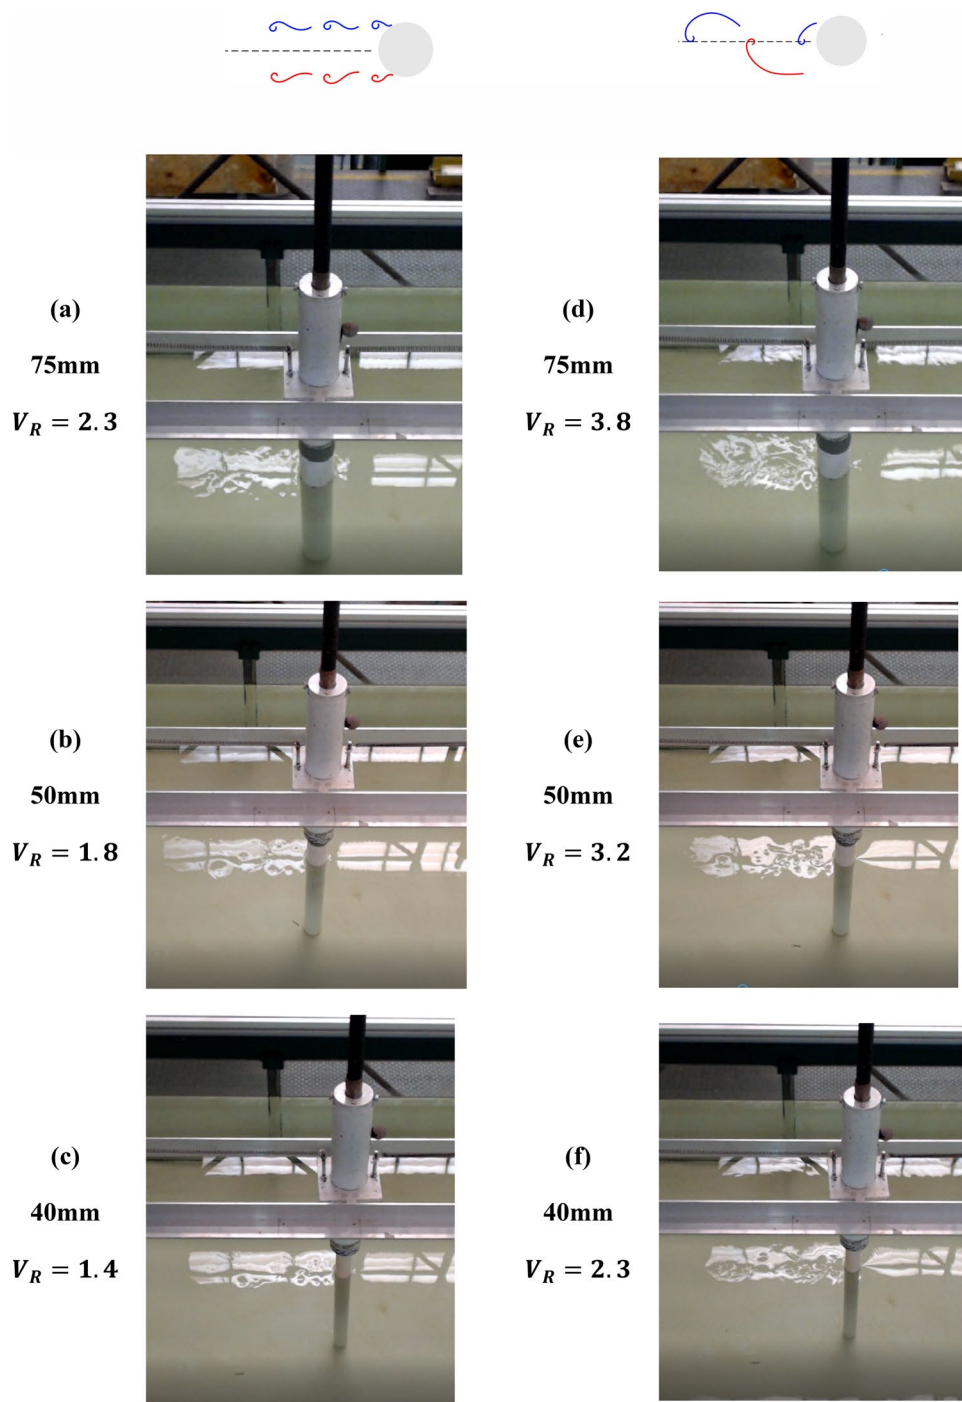 (a)
75mm
V_R = 2.3
(d)
75mm
V_R = 3.8
(b)
50mm
V_R = 1.8
(e)
50mm
V_R = 3.2
(c)
40mm
V_R = 1.4
(f)
40mm
V_R = 2.3